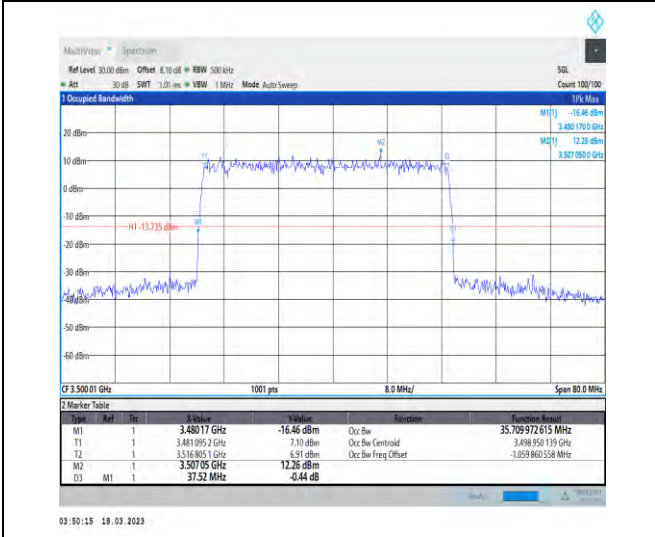 MultiView Spectrum
Ref Level 30.00 dBm Offset 8.10 dB RBW 500 kHz SGL
Att 30 dB SWT 1.01 ms VBW 1 MHz Mode Auto Sweep Count 100/100
1 Occupied Bandwidth 1Pk Max
M1[1] -16.46 dBm
3.480 170 0 GHz
M2[1] 12.26 dBm
3.507 050 0 GHz
M2
T1
20 dBm
10 dBm
0 dBm
-10 dBm
M1
H1 -13.735 dBm
-20 dBm
-30 dBm
-40 dBm
-50 dBm
-60 dBm
CF 3.500 01 GHz 1001 pts 8.0 MHz/ Span 80.0 MHz
2 Marker Table
Type Ref Trc X-Value Y-Value Function Function Result
M1 1 3.480 17 GHz -16.46 dBm Occ Bw 35.709 972 615 MHz
T1 1 3.481 095 2 GHz 7.10 dBm Occ Bw Centroid 3.498 950 139 GHz
T2 1 3.516 805 1 GHz 6.91 dBm Occ Bw Freq Offset -1.059 860 558 MHz
M2 1 3.507 05 GHz 12.26 dBm
D3 M1 1 37.52 MHz -0.44 dB
03:50:15 18.03.2023